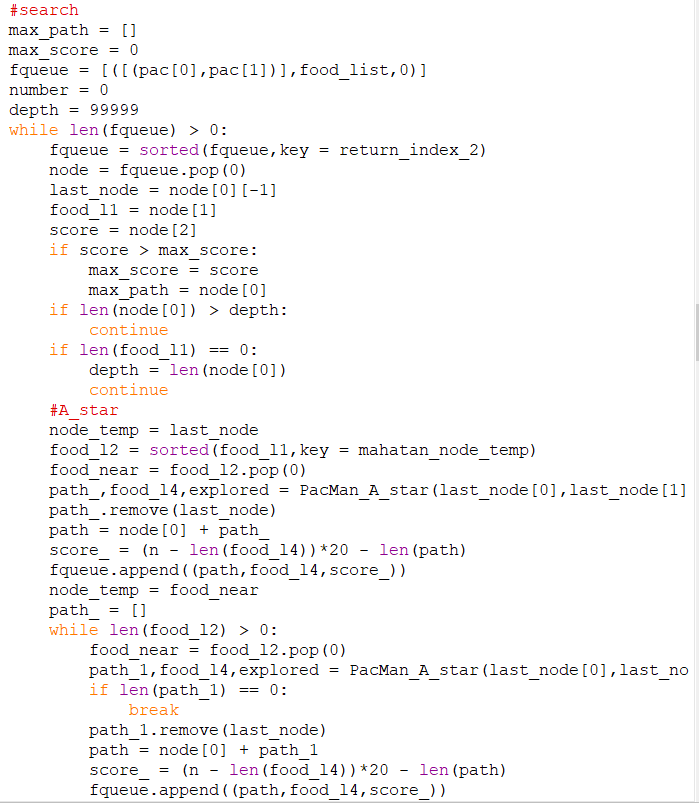 #search
max_path = []
max_score = 0
fqueue = [([(pac[0],pac[1])],food_list,0)]
number = 0
depth = 99999
while len(fqueue) > 0:
    fqueue = sorted(fqueue,key = return_index_2)
    node = fqueue.pop(0)
    last_node = node[0][-1]
    food_l1 = node[1]
    score = node[2]
    if score > max_score:
        max_score = score
        max_path = node[0]
    if len(node[0]) > depth:
        continue
    if len(food_l1) == 0:
        depth = len(node[0])
        continue
    #A_star
    node_temp = last_node
    food_l2 = sorted(food_l1,key = mahatan_node_temp)
    food_near = food_l2.pop(0)
    path_,food_l4,explored = PacMan_A_star(last_node[0],last_node[1]
    path_.remove(last_node)
    path = node[0] + path_
    score_ = (n - len(food_l4))*20 - len(path)
    fqueue.append((path,food_l4,score_))
    node_temp = food_near
    path_ = []
    while len(food_l2) > 0:
        food_near = food_l2.pop(0)
        path_1,food_l4,explored = PacMan_A_star(last_node[0],last_no
        if len(path_1) == 0:
            break
        path_1.remove(last_node)
        path = node[0] + path_1
        score_ = (n - len(food_l4))*20 - len(path)
        fqueue.append((path,food_l4,score_))